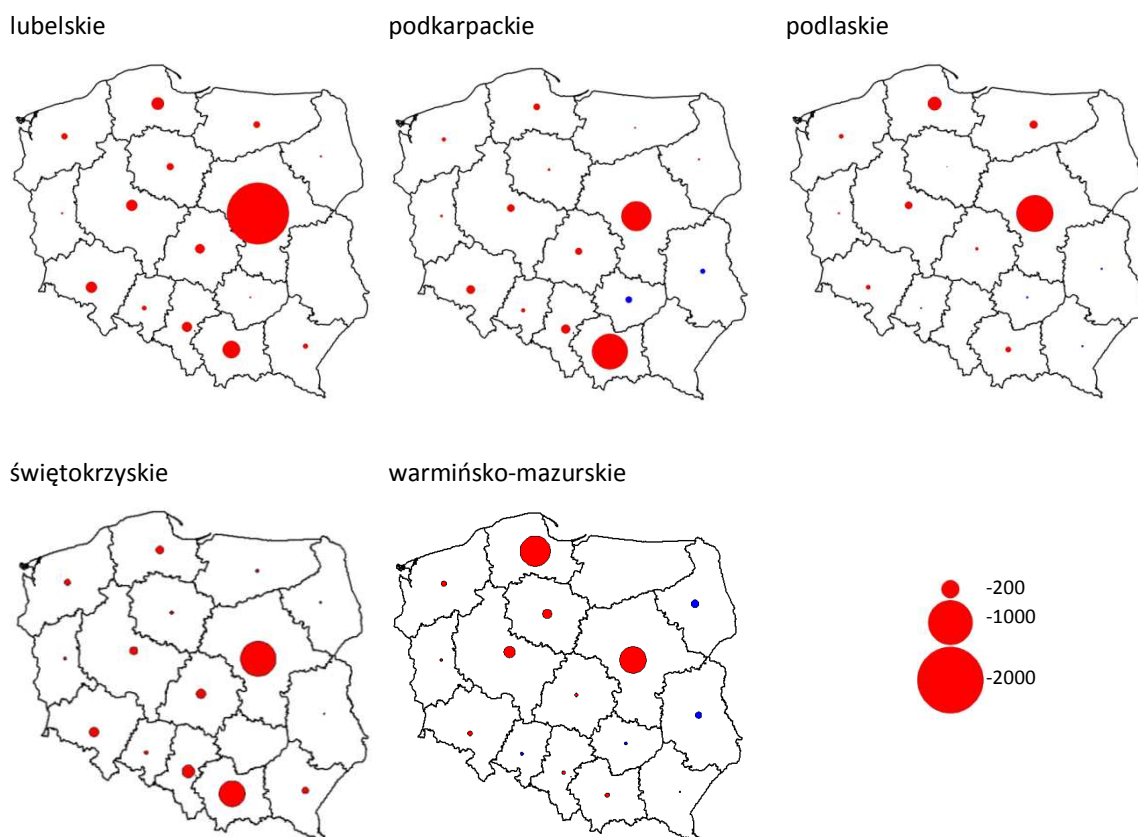 lubelskie
podkarpackie
podlaskie
świętokrzyskie
warmińsko-mazurskie
-200
-1000
-2000